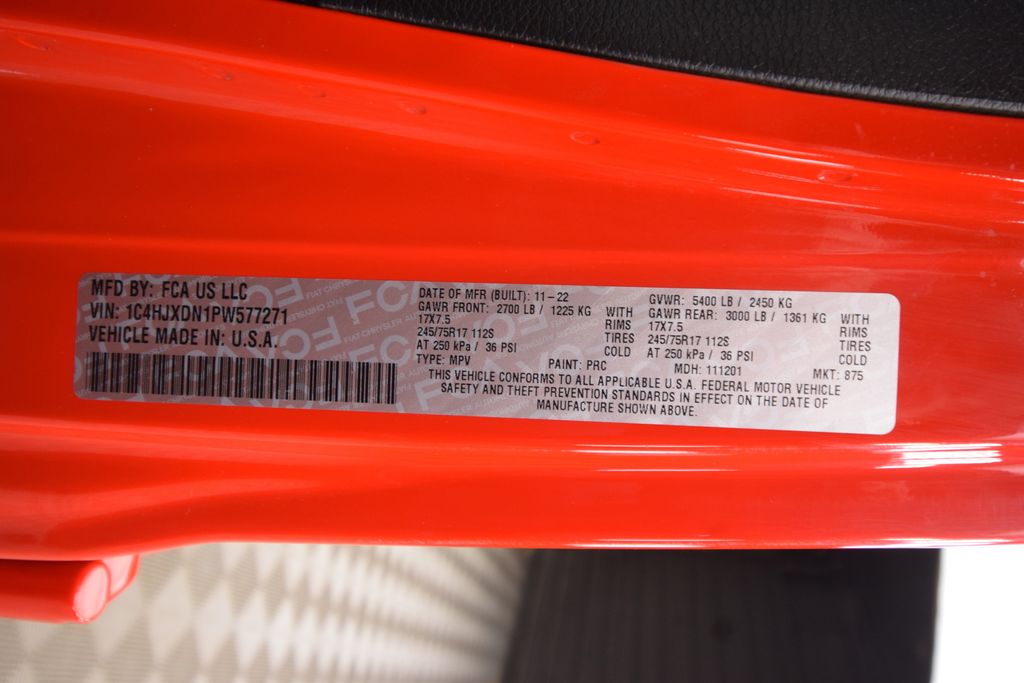 MFD BY: FCA US LLC
VIN: 1C4HJXDN1PW577271
VEHICLE MADE IN: U.S.A.
DATE OF MFR (BUILT): 11-22
GAWR FRONT: 2700 LB / 1225 KG WITH
17X7.5 RIMS
245/75R17 112S TIRES
AT 250 kPa / 36 PSI COLD
TYPE: MPV
GVWR: 5400 LB / 2450 KG
GAWR REAR: 3000 LB / 1361 KG WITH
17X7.5 RIMS
245/75R17 112S TIRES
AT 250 kPa / 36 PSI COLD
PAINT: PRC MDH: 111201 MKT: 875
THIS VEHICLE CONFORMS TO ALL APPLICABLE U.S.A. FEDERAL MOTOR VEHICLE
SAFETY AND THEFT PREVENTION STANDARDS IN EFFECT ON THE DATE OF
MANUFACTURE SHOWN ABOVE.